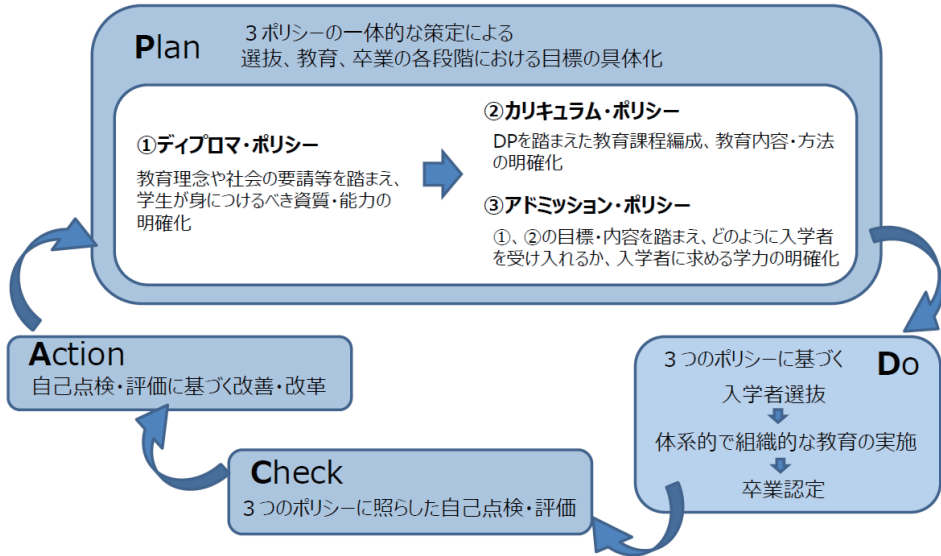 Plan
３ポリシーの一体的な策定による
選抜、教育、卒業の各段階における目標の具体化
①ディプロマ・ポリシー
教育理念や社会の要請等を踏まえ、
学生が身につけるべき資質・能力の
明確化
②カリキュラム・ポリシー
DPを踏まえた教育課程編成、教育内容・方法
の明確化
③アドミッション・ポリシー
①、②の目標・内容を踏まえ、どのように入学者
を受け入れるか、入学者に求める学力の明確化
Do
３つのポリシーに基づく
入学者選抜
体系的で組織的な教育の実施
卒業認定
Check
３つのポリシーに照らした自己点検・評価
Action
自己点検・評価に基づく改善・改革